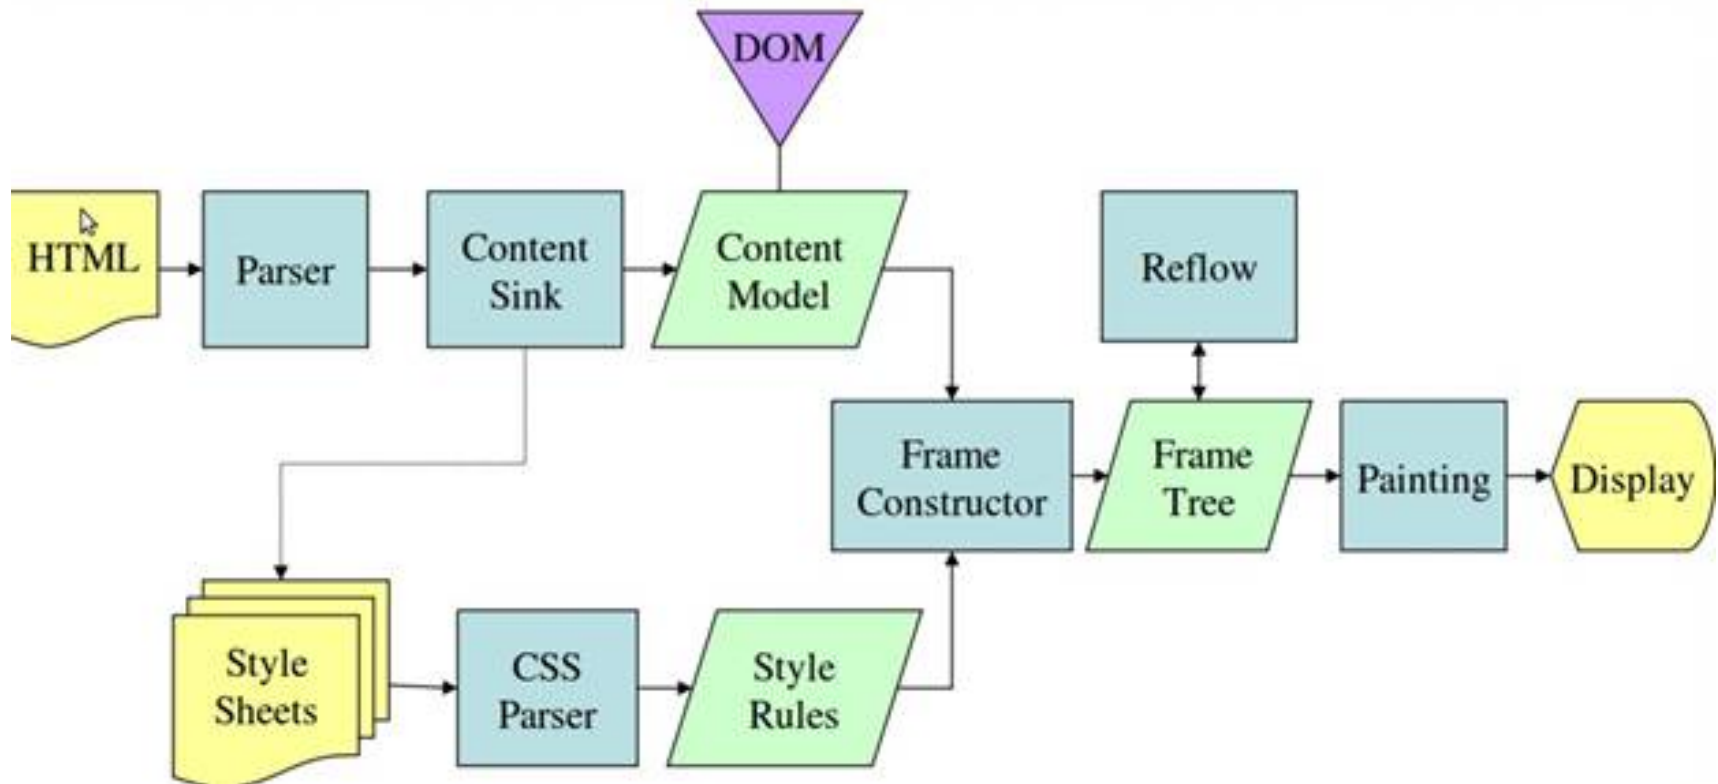 DOM
HTML
Parser
Content
Sink
Content
Model
Reflow
Frame
Constructor
Frame
Tree
Painting
Display
Style
Sheets
CSS
Parser
Style
Rules